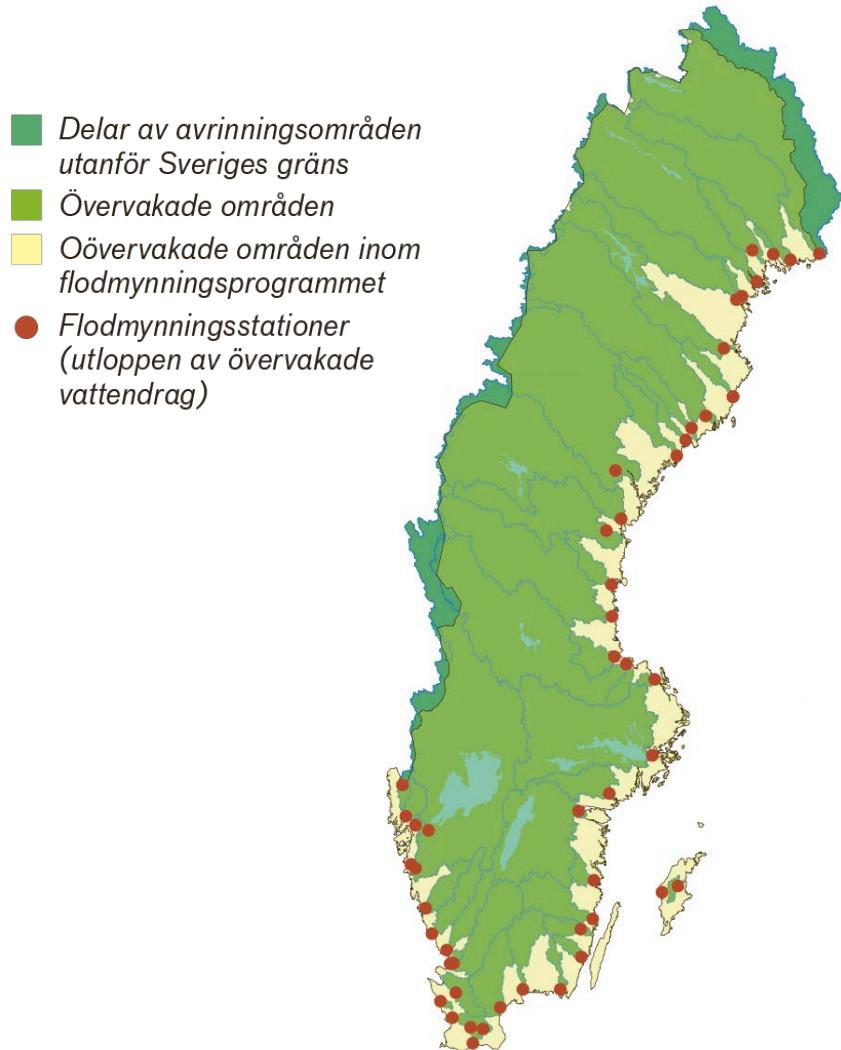 Delar av avrinningsområden
utanför Sveriges gräns
Övervakade områden
Oövervakade områden inom
flodmynningsprogrammet
Flodmynningsstationer
(utloppen av övervakade
vattendrag)